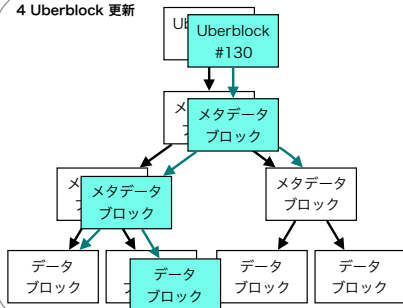 4 Uberblock 更新
Ub
Uberblock
#130
メ
メタデータ
ブロック
メ
メタデータ
ブロック
メタデータ
ブロック
データ
ブロック
データ
ブロック
データ
ブロック
データ
ブロック